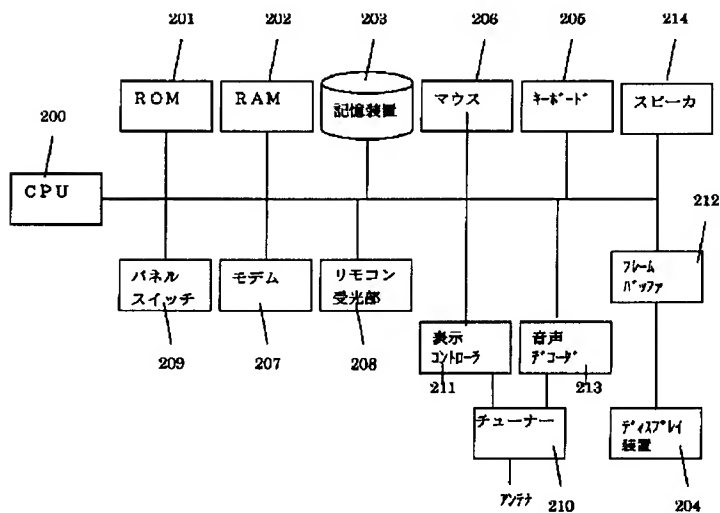 201
202
203
206
205
214
ROM
RAM
記憶装置
マウス
キーボード
スピーカ
200
CPU
212
パネル
スイッチ
モデム
リモコン
受光部
フレーム
バッファ
209
207
208
表示
コントローラ
音声
デコーダ
211
213
チューナー
ディスプレイ
装置
アンテナ
210
204